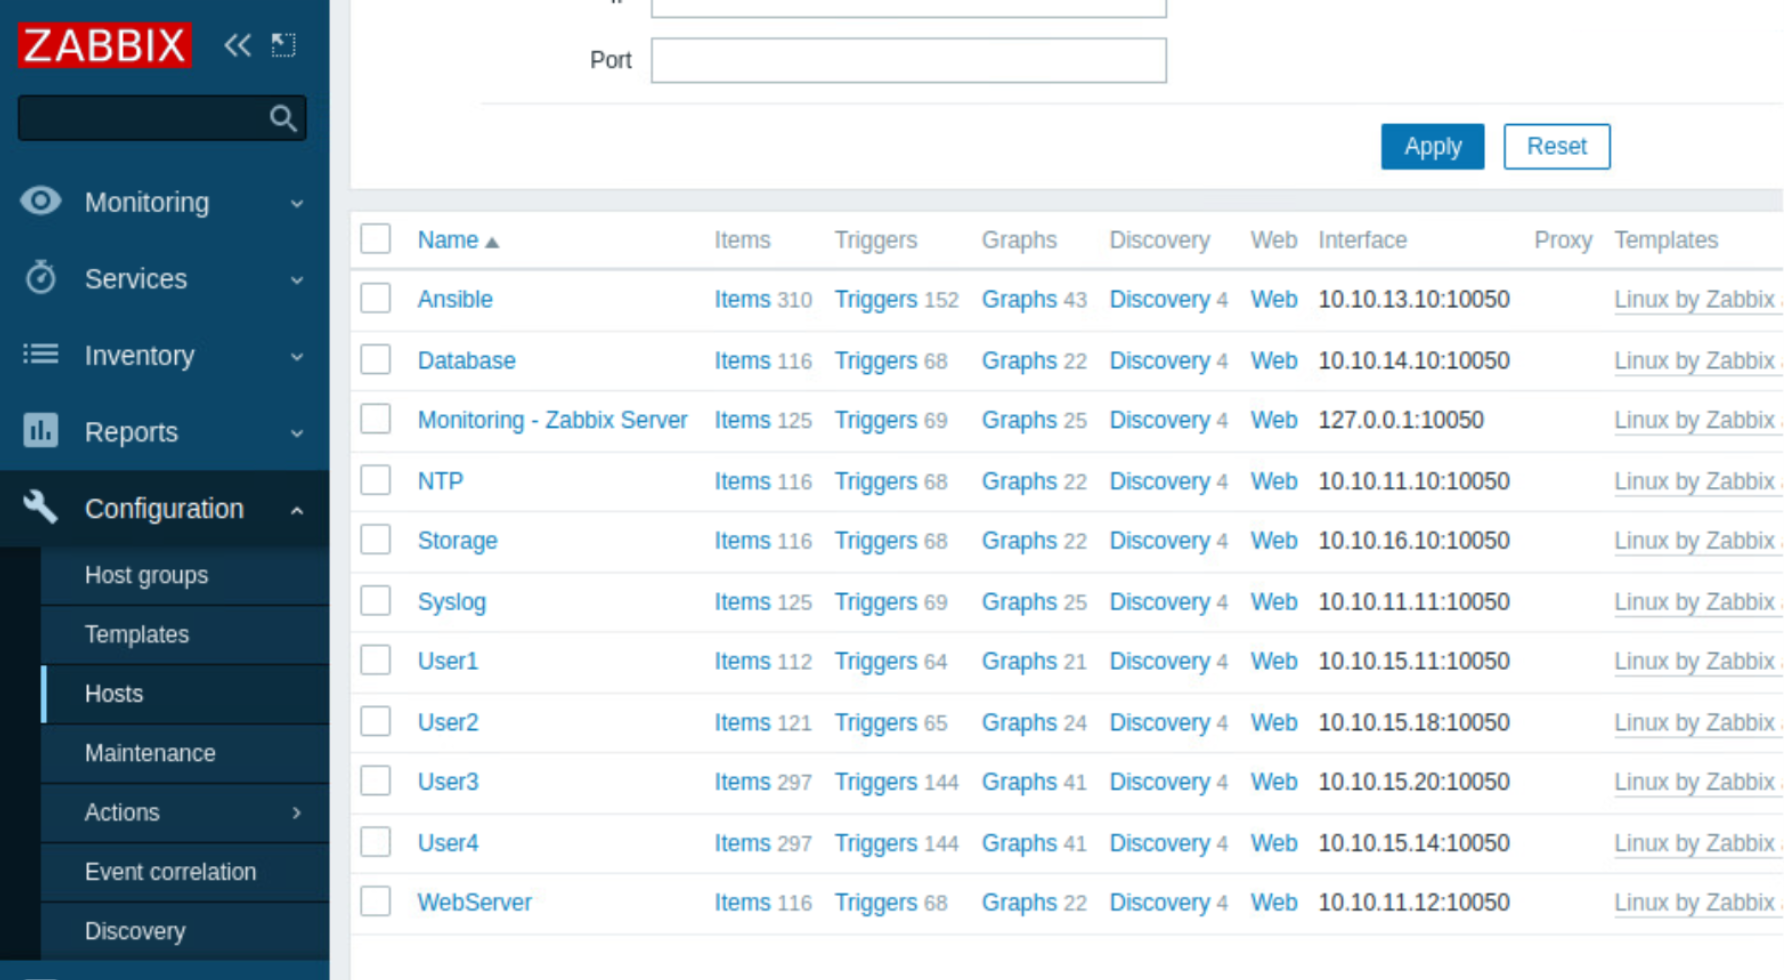 ZABBIX
Monitoring
Services
Inventory
Reports
Configuration
Host groups
Templates
Hosts
Maintenance
Actions
Event correlation
Discovery
Port
Apply Reset
Name Items Triggers Graphs Discovery Web Interface Proxy Templates
Ansible Items 310 Triggers 152 Graphs 43 Discovery 4 Web 10.10.13.10:10050 Linux by Zabbix
Database Items 116 Triggers 68 Graphs 22 Discovery 4 Web 10.10.14.10:10050 Linux by Zabbix
Monitoring - Zabbix Server Items 125 Triggers 69 Graphs 25 Discovery 4 Web 127.0.0.1:10050 Linux by Zabbix
NTP Items 116 Triggers 68 Graphs 22 Discovery 4 Web 10.10.11.10:10050 Linux by Zabbix
Storage Items 116 Triggers 68 Graphs 22 Discovery 4 Web 10.10.16.10:10050 Linux by Zabbix
Syslog Items 125 Triggers 69 Graphs 25 Discovery 4 Web 10.10.11.11:10050 Linux by Zabbix
User1 Items 112 Triggers 64 Graphs 21 Discovery 4 Web 10.10.15.11:10050 Linux by Zabbix
User2 Items 121 Triggers 65 Graphs 24 Discovery 4 Web 10.10.15.18:10050 Linux by Zabbix
User3 Items 297 Triggers 144 Graphs 41 Discovery 4 Web 10.10.15.20:10050 Linux by Zabbix
User4 Items 297 Triggers 144 Graphs 41 Discovery 4 Web 10.10.15.14:10050 Linux by Zabbix
WebServer Items 116 Triggers 68 Graphs 22 Discovery 4 Web 10.10.11.12:10050 Linux by Zabbix